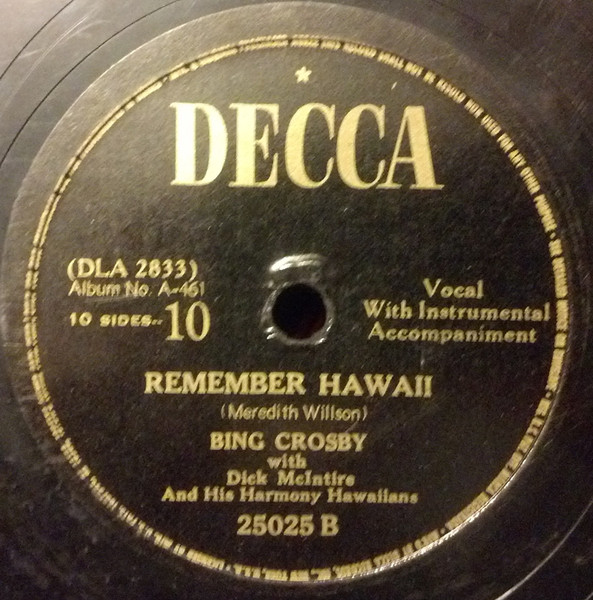 DECCA
(DLA 2833)
Album No. A-461
10 SIDES-- 10
Vocal
With Instrumental
Accompaniment
REMEMBER HAWAII
(Meredith Willson)
BING CROSBY
with
Dick McIntire
And His Harmony Hawaiians
25025 B